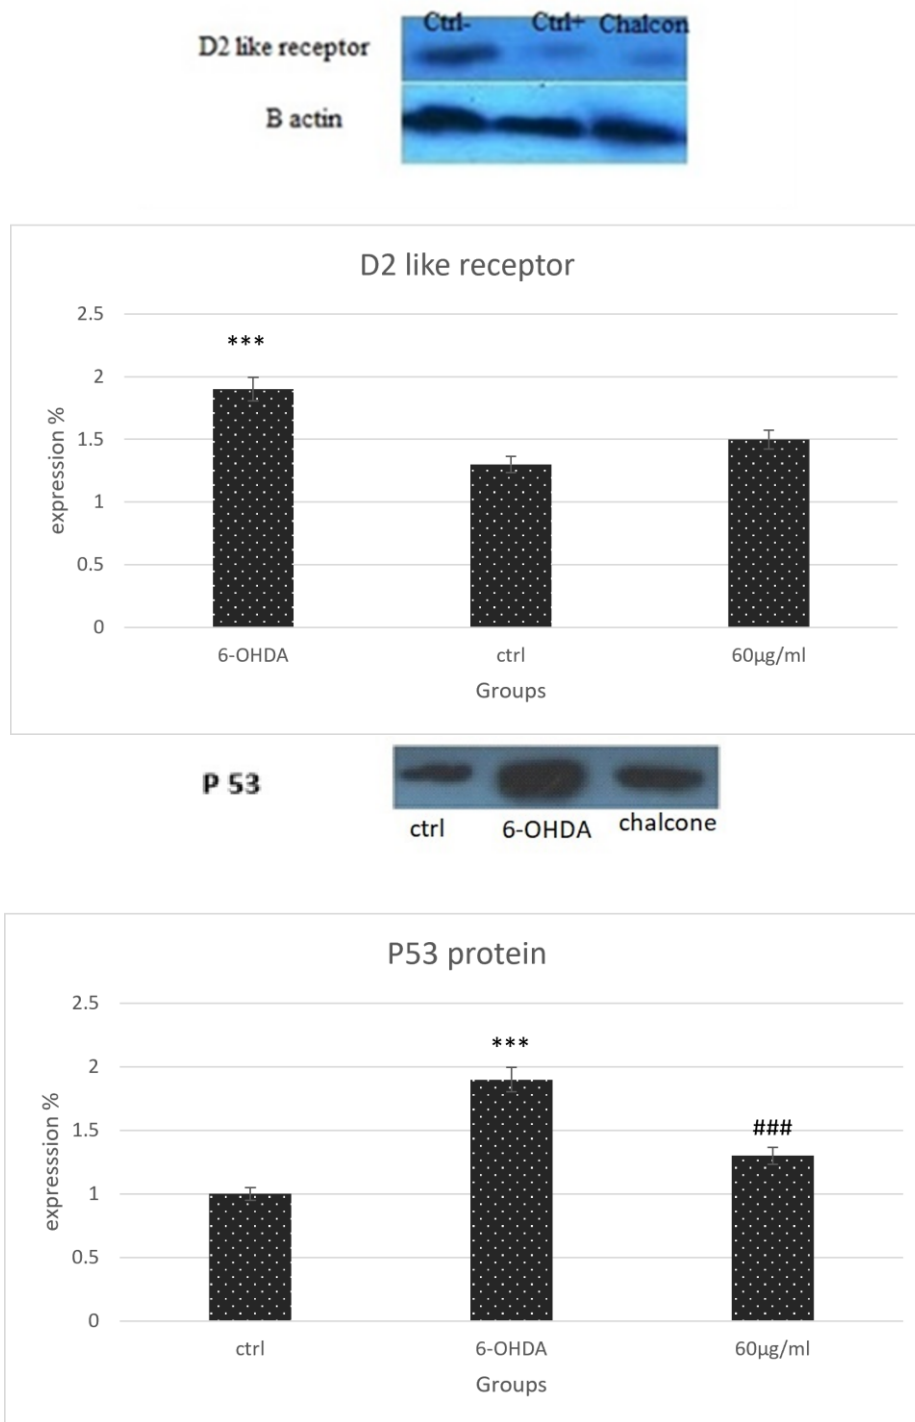 Ctrl- Ctrl+ Chalcon
D2 like receptor
B actin
D2 like receptor
2.5
***
2
1.5
1
0.5
0
expression %
6-OHDA ctrl 60µg/ml
Groups
P 53
ctrl 6-OHDA chalcone
P53 protein
2.5
***
2
1.5
###
1
0.5
0
expresssion %
ctrl 6-OHDA 60µg/ml
Groups